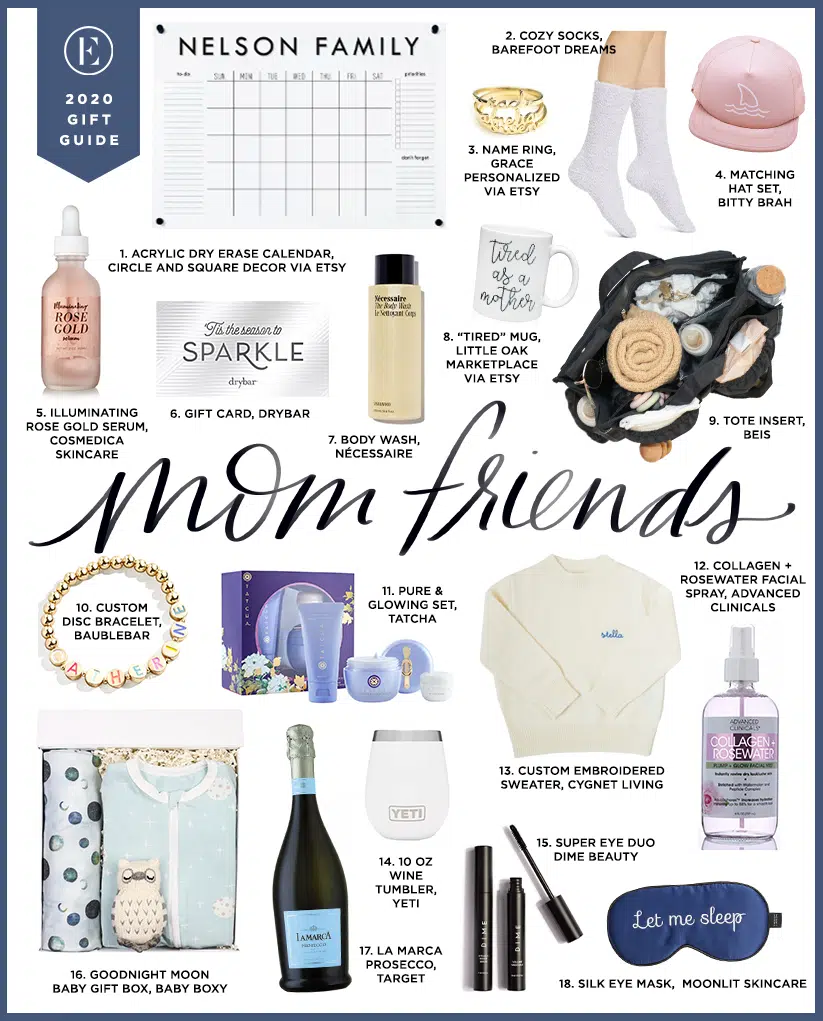 E
2020
GIFT
GUIDE
NELSON FAMILY
to-do
SUN
MON
TUE
WED
THU
FRI
SAT
priorities
don't forget
1. ACRYLIC DRY ERASE CALENDAR,
CIRCLE AND SQUARE DECOR VIA ETSY
2. COZY SOCKS,
BAREFOOT DREAMS
3. NAME RING,
GRACE
PERSONALIZED
VIA ETSY
4. MATCHING
HAT SET,
BITTY BRAH
Illuminating
ROSE
GOLD
serum
5. ILLUMINATING
ROSE GOLD SERUM,
COSMEDICA
SKINCARE
'Tis the season to
SPARKLE
drybar
6. GIFT CARD, DRYBAR
Nécessaire
The Body Wash
Le Nettoyant Corps
7. BODY WASH,
NÉCESSAIRE
tired
as a
mother
8. “TIRED” MUG,
LITTLE OAK
MARKETPLACE
VIA ETSY
9. TOTE INSERT,
BEIS
mom friends
CATHERINE
10. CUSTOM
DISC BRACELET,
BAUBLEBAR
TATCHA
11. PURE &
GLOWING SET,
TATCHA
12. COLLAGEN +
ROSEWATER FACIAL
SPRAY, ADVANCED
CLINICALS
stella
13. CUSTOM EMBROIDERED
SWEATER, CYGNET LIVING
ADVANCED
CLINICALS
COLLAGEN+
ROSEWATER
YETI
14. 10 OZ
WINE
TUMBLER,
YETI
15. SUPER EYE DUO
DIME BEAUTY
DIME
DIME
16. GOODNIGHT MOON
BABY GIFT BOX, BABY BOXY
LAMARCA
PROSECCO
17. LA MARCA
PROSECCO,
TARGET
Let me sleep
18. SILK EYE MASK, MOONLIT SKINCARE